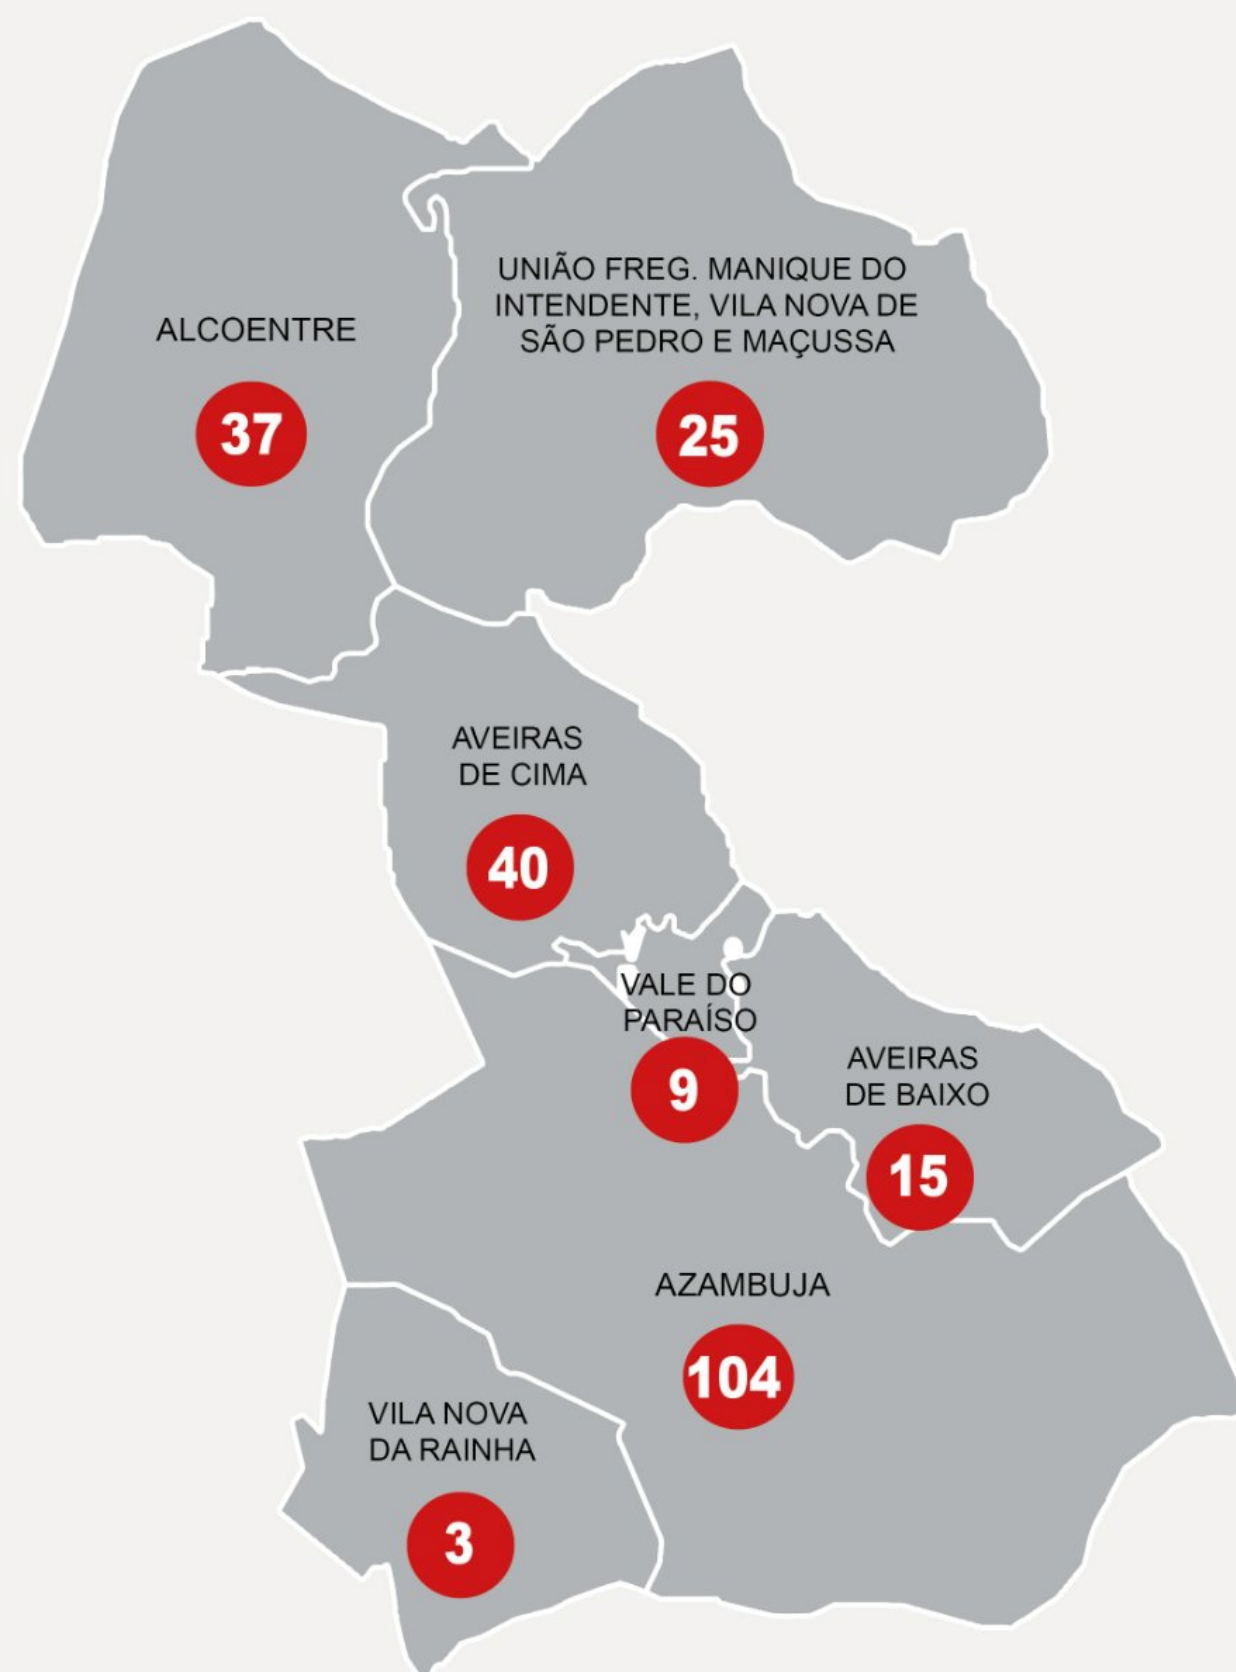 UNIÃO FREG. MANIQUE DO
INTENDENTE, VILA NOVA DE
SÃO PEDRO E MAÇUSSA
25
ALCOENTRE
37
AVEIRAS
DE CIMA
40
VALE DO
PARAÍSO
9
AVEIRAS
DE BAIXO
15
AZAMBUJA
104
VILA NOVA
DA RAINHA
3